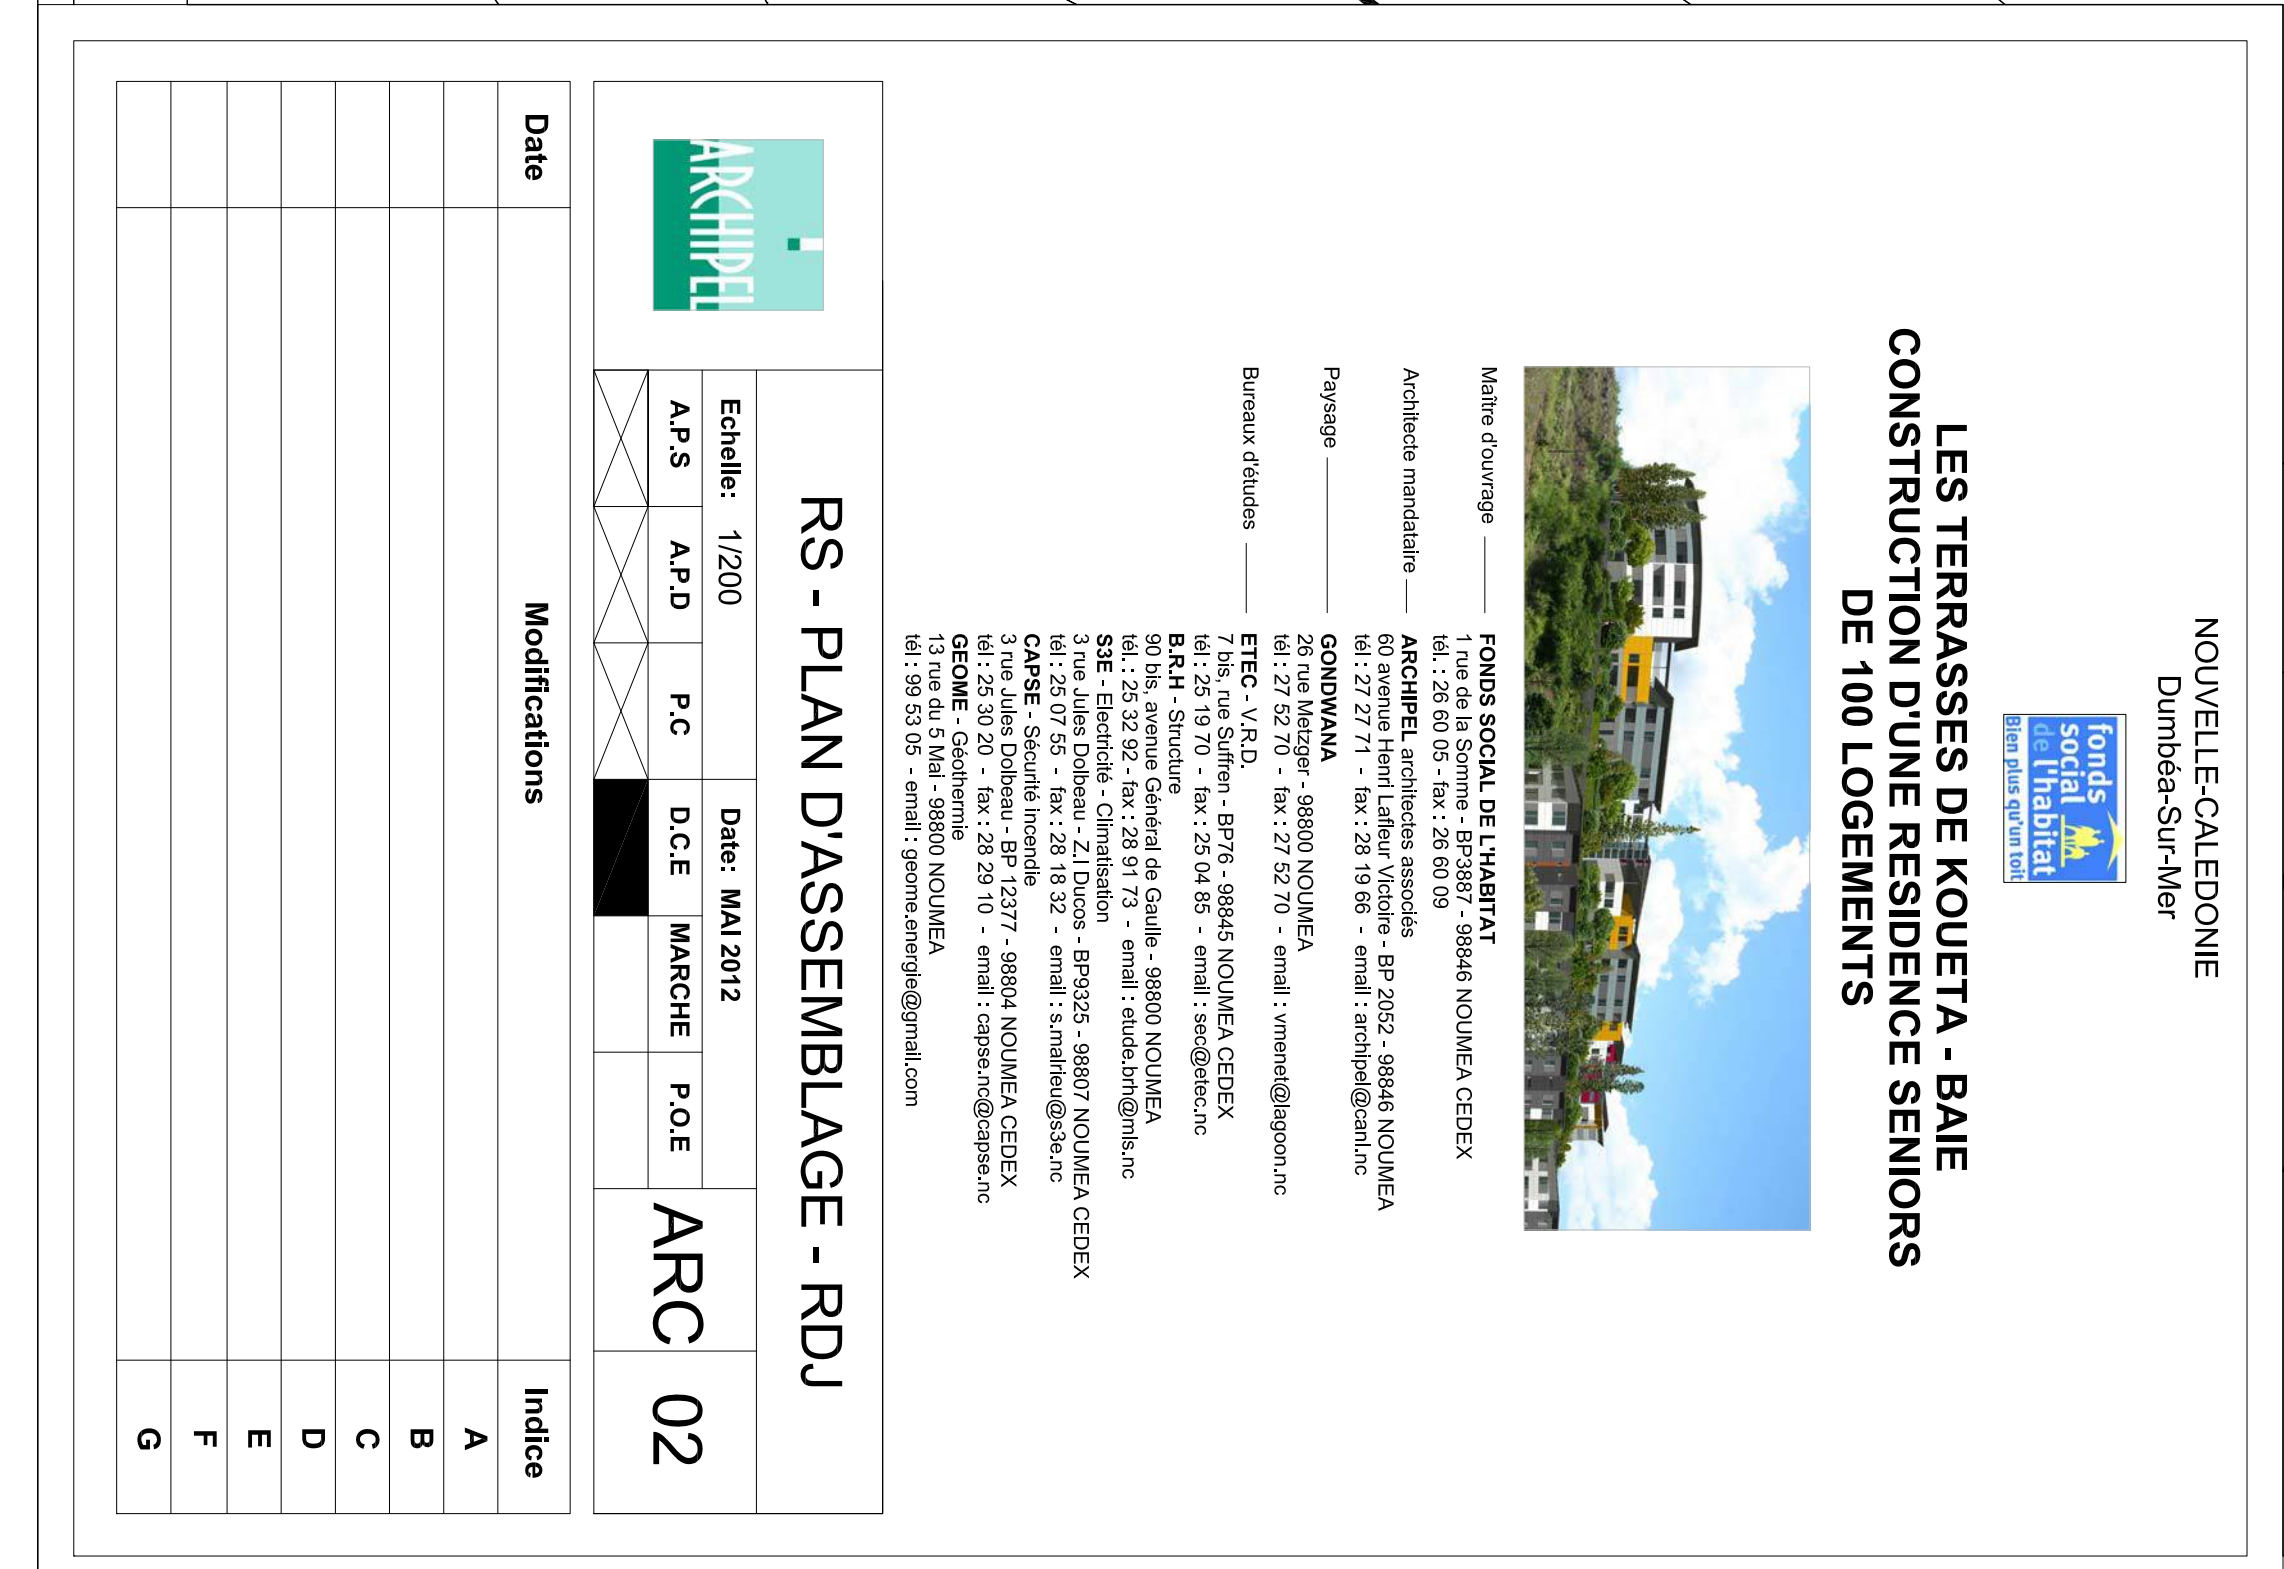 NOUVELLE-CALEDONIE
Dumbéa-Sur-Mer
fonds
social
de l'habitat
Bien plus qu'un toit
LES TERRASSES DE KOUETA - BAIE
CONSTRUCTION D'UNE RESIDENCE SENIORS
DE 100 LOGEMENTS
Maître d'ouvrage FONDS SOCIAL DE L'HABITAT
1 rue de la Somme - BP3887 - 98846 NOUMEA CEDEX
tél. : 26 60 05 - fax : 26 60 09
Architecte mandataire ARCHIPEL architectes associés
60 avenue Henri Lafleur Victoire - BP 2052 - 98846 NOUMEA
tél : 27 27 71 - fax : 28 19 66 - email : archipel@canl.nc
Paysage GONDWANA
26 rue Metzger - 98800 NOUMEA
tél : 27 52 70 - fax : 27 52 70 - email : vmenet@lagoon.nc
Bureaux d'études ETEC - V.R.D.
7 bis, rue Suffren - BP76 - 98845 NOUMEA CEDEX
tél : 25 19 70 - fax : 25 04 85 - email : sec@etec.nc
B.R.H - Structure
90 bis, avenue Général de Gaulle - 98800 NOUMEA
tél. : 25 32 92 - fax : 28 91 73 - email : etude.brh@mls.nc
S3E - Electricité - Climatisation
3 rue Jules Dolbeau - Z.I Ducos - BP9325 - 98807 NOUMEA CEDEX
tél : 25 07 55 - fax : 28 18 32 - email : s.malrieu@s3e.nc
CAPSE - Sécurité incendie
3 rue Jules Dolbeau - BP 12377 - 98804 NOUMEA CEDEX
tél : 25 30 20 - fax : 28 29 10 - email : capse.nc@capse.nc
GEOME - Géothermie
13 rue du 5 Mai - 98800 NOUMEA
tél : 99 53 05 - email : geome.energie@gmail.com
ARCHIPEL
RS - PLAN D'ASSEMBLAGE - RDJ
Echelle: 1/200 Date: MAI 2012
A.P.S A.P.D P.C D.C.E MARCHE P.O.E
ARC 02
Date Modifications Indice
A
B
C
D
E
F
G